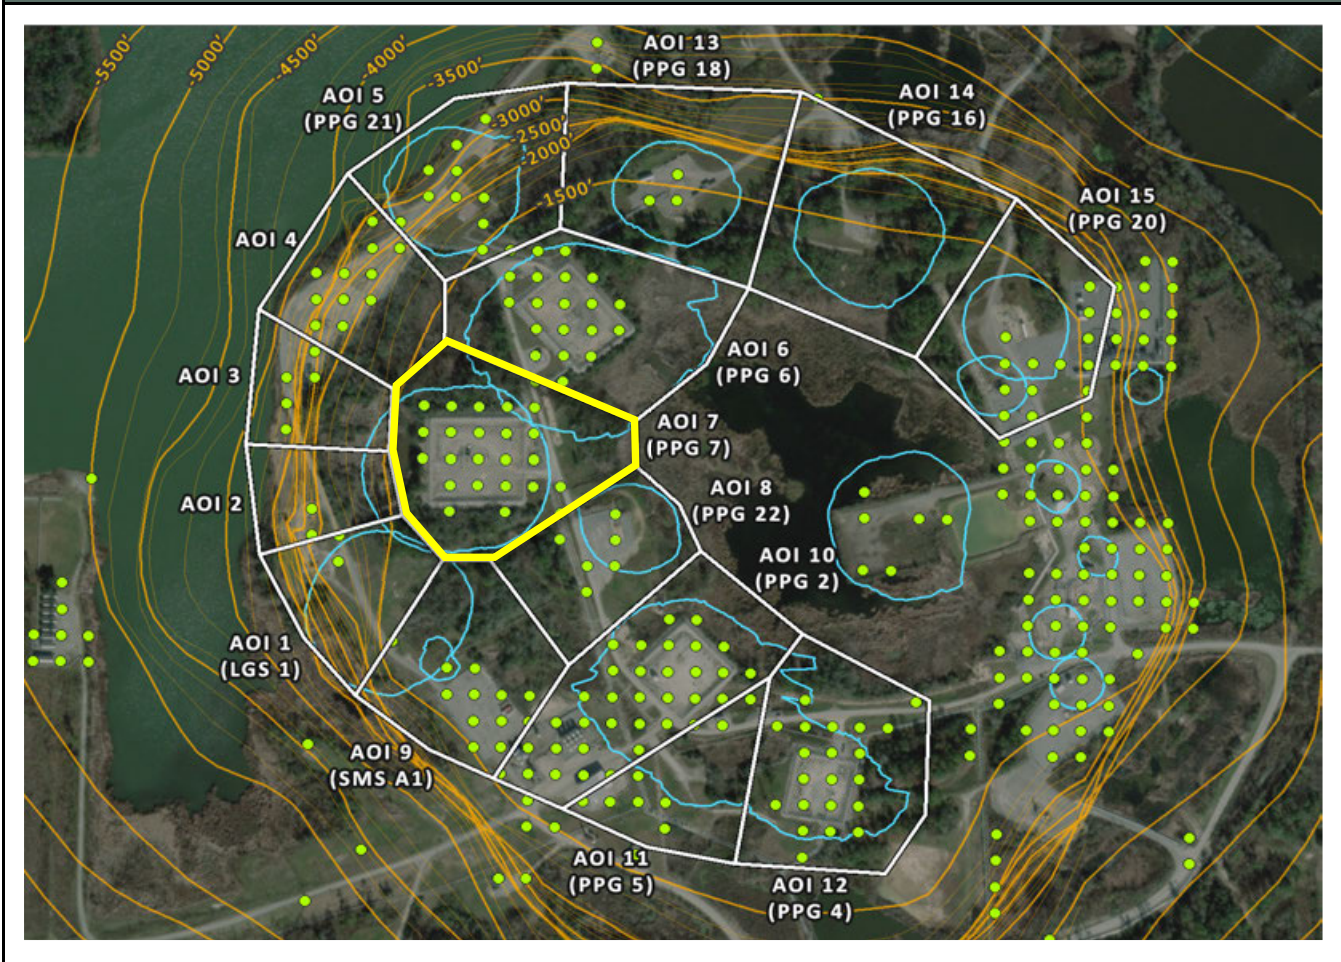 -5500'
-5000'
-4500'
-4000'
-3500'
-3000'
-2500'
-2000'
-1500'
AOI 13
(PPG 18)
AOI 5
(PPG 21)
AOI 14
(PPG 16)
AOI 15
(PPG 20)
AOI 4
AOI 6
(PPG 6)
AOI 3
AOI 7
(PPG 7)
AOI 2
AOI 8
(PPG 22)
AOI 10
(PPG 2)
AOI 1
(LGS 1)
AOI 9
(SMS A1)
AOI 11
(PPG 5)
AOI 12
(PPG 4)